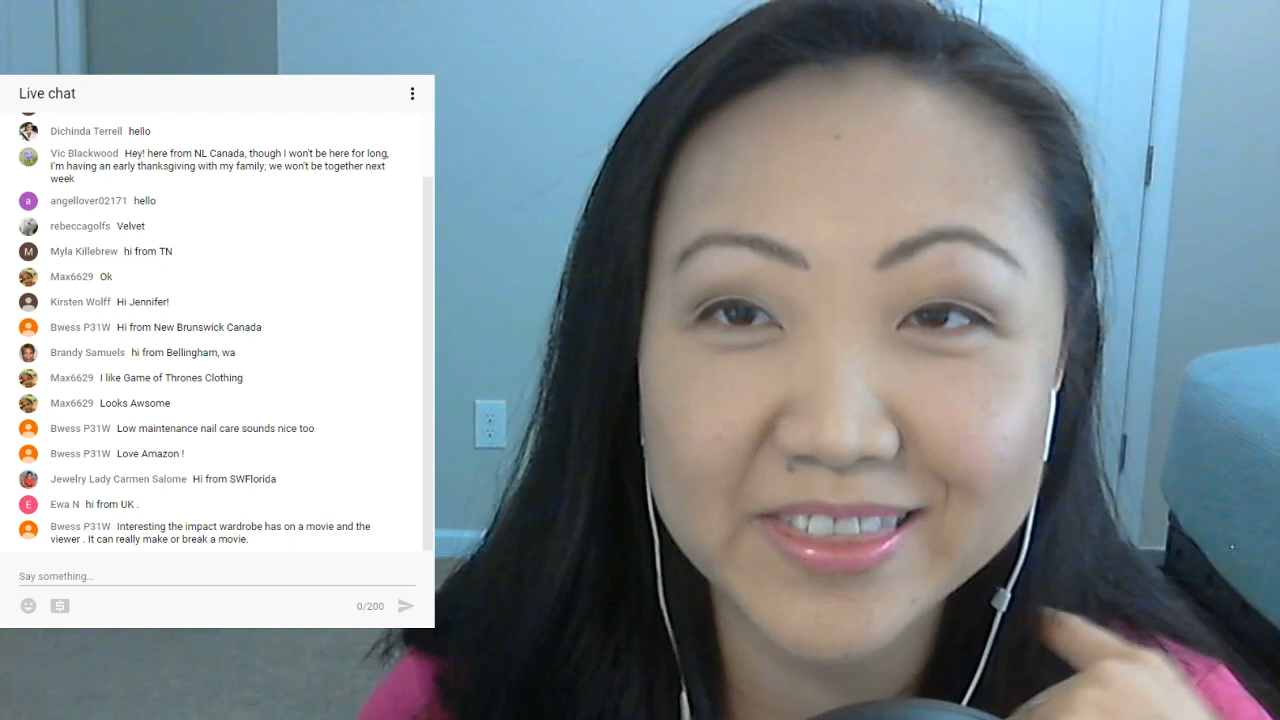 Live chat
Dichinda Terrell hello
Vic Blackwood Hey! here from NL Canada, though I won't be here for long,
I'm having an early thanksgiving with my family; we won't be together next
week
a angellover02171 hello
rebeccagolfs Velvet
M Myla Killebrew hi from TN
Max6629 Ok
Kirsten Wolff Hi Jennifer!
Bwess P31W Hi from New Brunswick Canada
Brandy Samuels hi from Bellingham, wa
Max6629 I like Game of Thrones Clothing
Max6629 Looks Awsome
Bwess P31W Low maintenance nail care sounds nice too
Bwess P31W Love Amazon !
Jewelry Lady Carmen Salome Hi from SWFlorida
E Ewa N hi from UK .
Bwess P31W Interesting the impact wardrobe has on a movie and the
viewer . It can really make or break a movie.
Say something...
$ 0/200